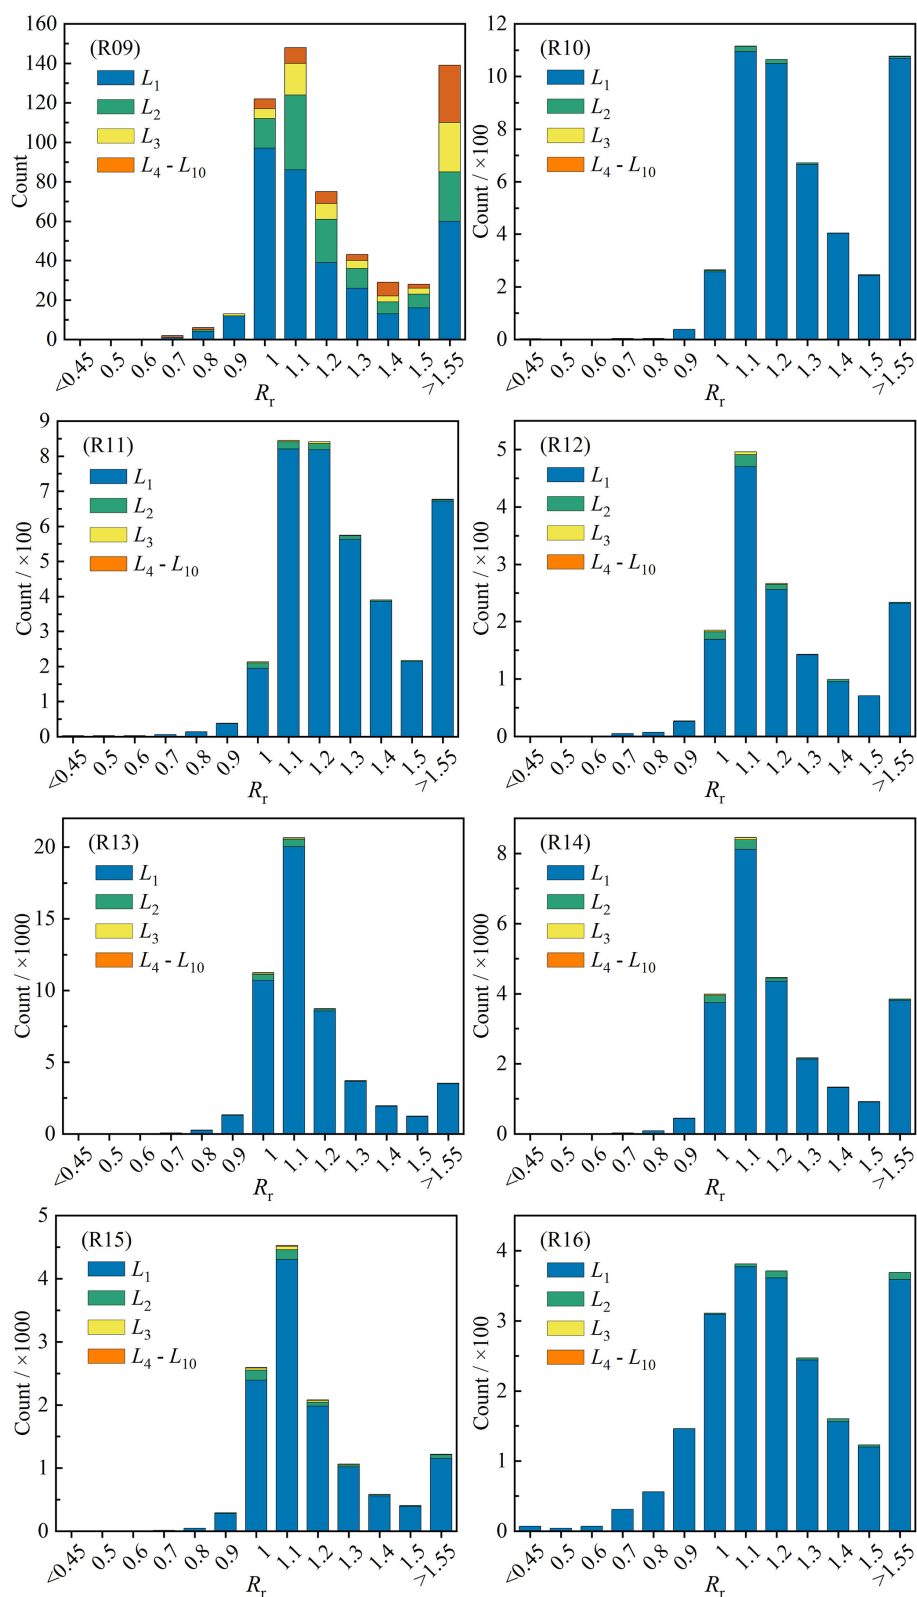 (R09)
L1
L2
L3
L4 - L10
Count
160
140
120
100
80
60
40
20
0
<0.45 0.5 0.6 0.7 0.8 0.9 1 1.1 1.2 1.3 1.4 1.5 >1.55
Rr
(R10)
L1
L2
L3
L4 - L10
Count / ×100
12
10
8
6
4
2
0
<0.45 0.5 0.6 0.7 0.8 0.9 1 1.1 1.2 1.3 1.4 1.5 >1.55
Rr
(R11)
L1
L2
L3
L4 - L10
Count / ×100
9
8
7
6
5
4
3
2
1
0
<0.45 0.5 0.6 0.7 0.8 0.9 1 1.1 1.2 1.3 1.4 1.5 >1.55
Rr
(R12)
L1
L2
L3
L4 - L10
Count / ×100
5
4
3
2
1
0
<0.45 0.5 0.6 0.7 0.8 0.9 1 1.1 1.2 1.3 1.4 1.5 >1.55
Rr
(R13)
L1
L2
L3
L4 - L10
Count / ×1000
20
15
10
5
0
<0.45 0.5 0.6 0.7 0.8 0.9 1 1.1 1.2 1.3 1.4 1.5 >1.55
Rr
(R14)
L1
L2
L3
L4 - L10
Count / ×1000
8
6
4
2
0
<0.45 0.5 0.6 0.7 0.8 0.9 1 1.1 1.2 1.3 1.4 1.5 >1.55
Rr
(R15)
L1
L2
L3
L4 - L10
Count / ×1000
5
4
3
2
1
0
<0.45 0.5 0.6 0.7 0.8 0.9 1 1.1 1.2 1.3 1.4 1.5 >1.55
Rr
(R16)
L1
L2
L3
L4 - L10
Count / ×100
4
3
2
1
0
<0.45 0.5 0.6 0.7 0.8 0.9 1 1.1 1.2 1.3 1.4 1.5 >1.55
Rr